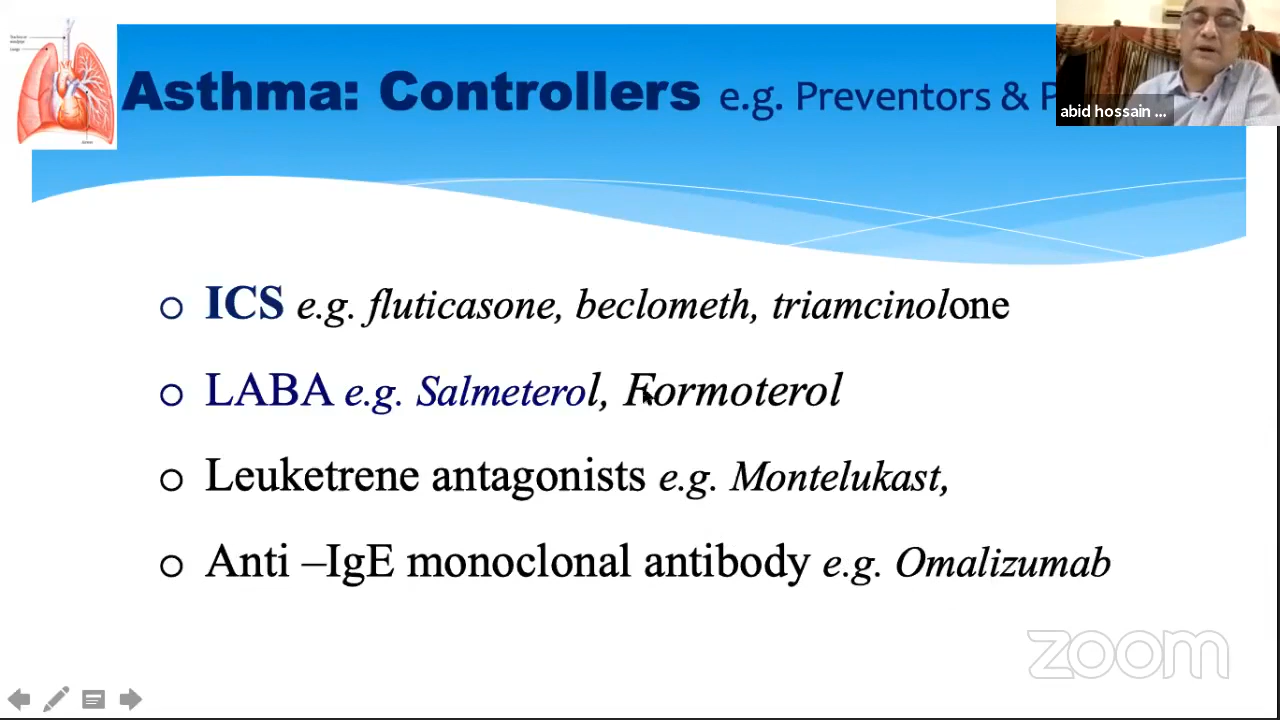 Asthma: Controllers e.g. Preventors & P
abid hossain ...
o ICS e.g. fluticasone, beclometh, triamcinolone
o LABA e.g. Salmeterol, Formoterol
o Leuketrene antagonists e.g. Montelukast,
o Anti –IgE monoclonal antibody e.g. Omalizumab
zoom